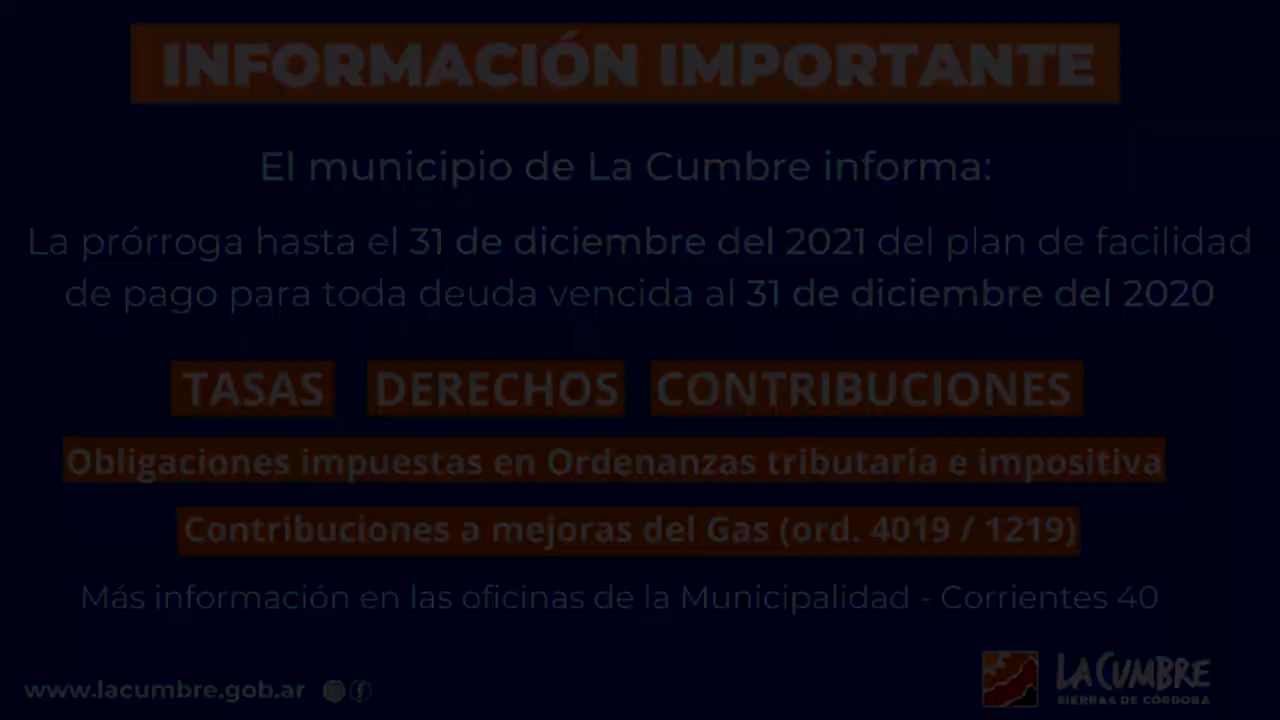 INFORMACIÓN IMPORTANTE
El municipio de La Cumbre informa:
La prórroga hasta el 31 de diciembre del 2021 del plan de facilidad
de pago para toda deuda vencida al 31 de diciembre del 2020
TASAS DERECHOS CONTRIBUCIONES
Obligaciones impuestas en Ordenanzas tributaria e impositiva
Contribuciones a mejoras del Gas (ord. 4019 / 1219)
Más información en las oficinas de la Municipalidad - Corrientes 40
www.lacumbre.gob.ar
LA CUMBRE
SIERRAS DE CÓRDOBA